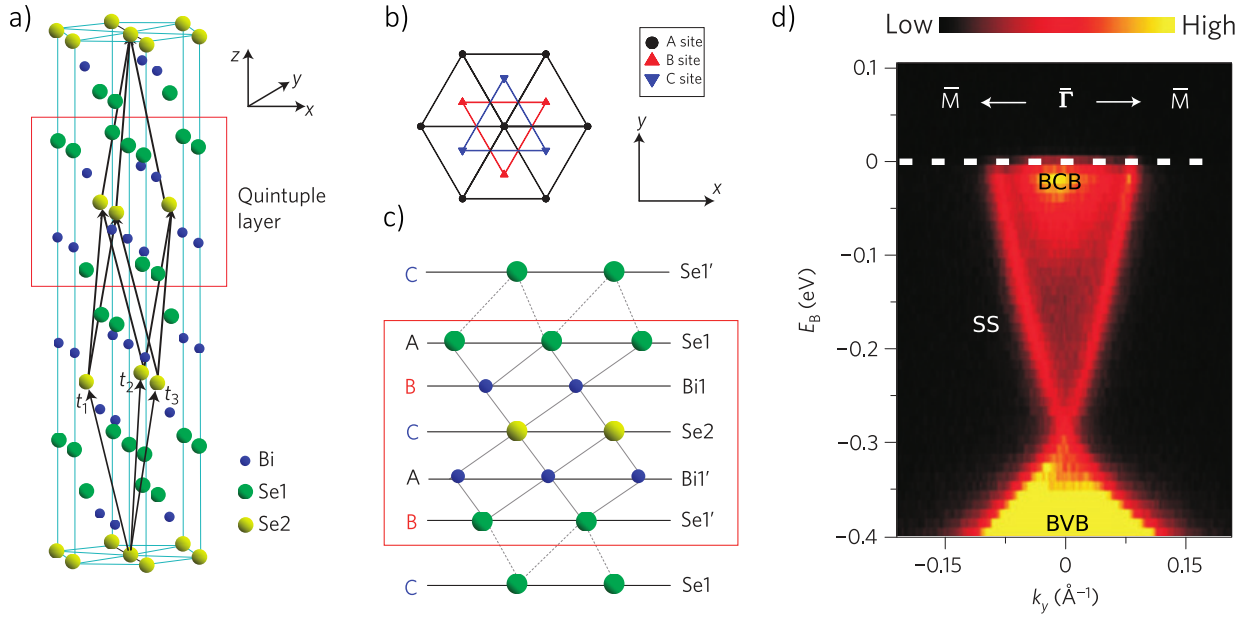 a)
z
y
x
Quintuple
layer
t1
t2
t3
Bi
Se1
Se2
b)
A site
B site
C site
y
x
c)
C Se1′
A Se1
B Bi1
C Se2
A Bi1′
B Se1′
C Se1
d)
Low High
M̅ ← Γ̅ → M̅
0.1
0
−0.1
−0.2
−0.3
−0.4
E_B (eV)
BCB
SS
BVB
−0.15 0 0.15
k_y (Å⁻¹)